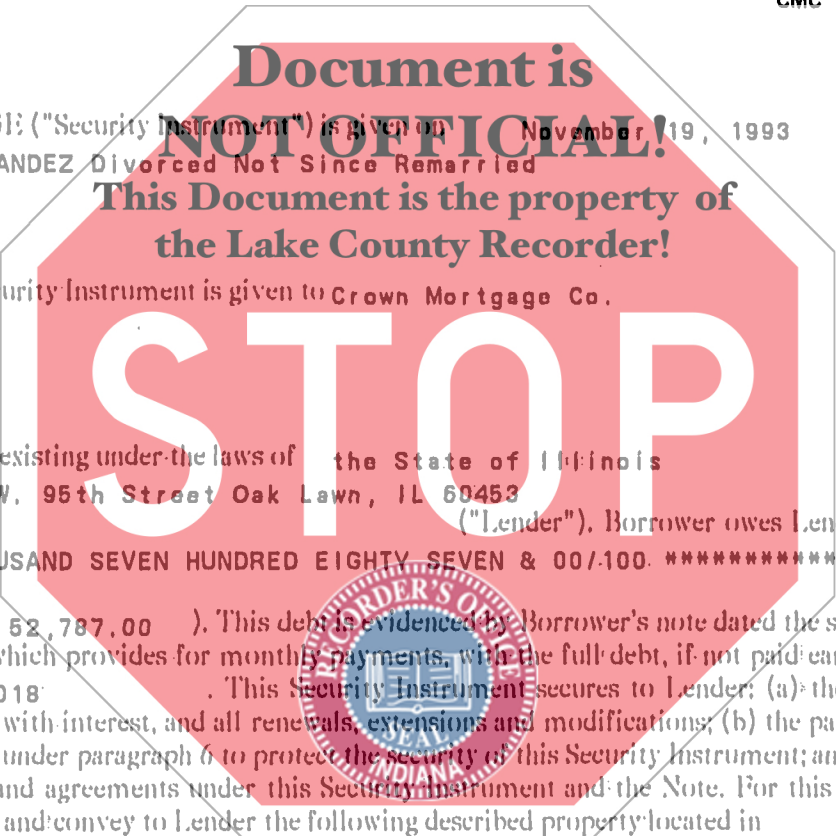 CMC
Document is
GE ("Security Instrument") is given on November 19, 1993
NOT OFFICIAL!
ANDEZ Divorced Not Since Remarried
This Document is the property of
the Lake County Recorder!
urity Instrument is given to Crown Mortgage Co.
STOP
existing under the laws of the State of Illinois
W. 95th Street Oak Lawn, IL 60453
("Lender"). Borrower owes Len
USAND SEVEN HUNDRED EIGHTY SEVEN & 00/100 ************
52,787.00 ). This debt is evidenced by Borrower's note dated the s
which provides for monthly payments, with the full debt, if not paid ear
018 . This Security Instrument secures to Lender: (a) the
with interest, and all renewals, extensions and modifications; (b) the pa
under paragraph 6 to protect the security of this Security Instrument; an
and agreements under this Security Instrument and the Note. For this
and convey to Lender the following described property located in
RECORDER'S OFFICE
SEAL
INDIANA